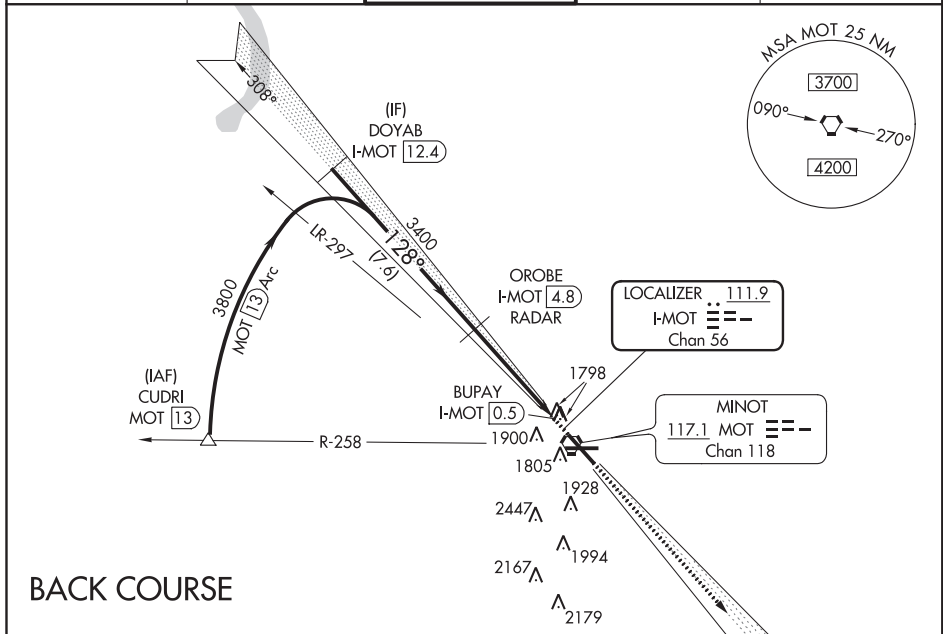 MSA MOT 25 NM
3700
090°
270°
4200
308°
(IF)
DOYAB
I-MOT 12.4
3400
128°
(7.6)
LR-297
3800
MOT 13 Arc
OROBE
I-MOT 4.8
RADAR
LOCALIZER 111.9
I-MOT
Chan 56
(IAF)
CUDRI
MOT 13
BUPAY
I-MOT 0.5
1798
MINOT
117.1 MOT
Chan 118
R-258
1900
1805
1928
2447
1994
2167
2179
BACK COURSE